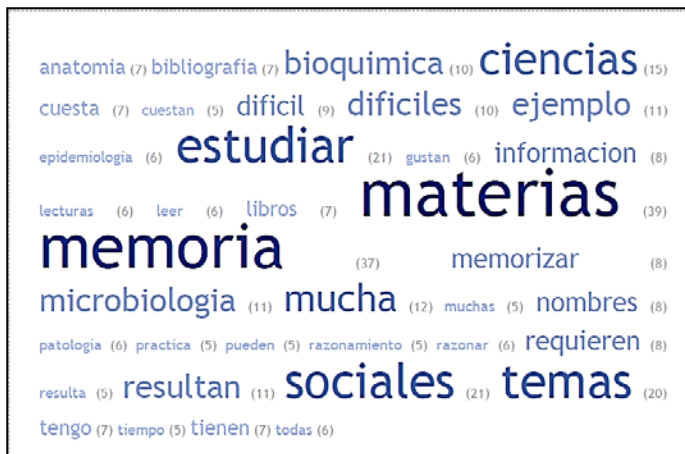 anatomia (7) bibliografia (7) bioquimica (10) ciencias (15)
cuesta (7) cuestan (5) dificil (9) dificiles (10) ejemplo (11)
epidemiologia (6) estudiar (21) gustan (6) informacion (8)
lecturas (6) leer (6) libros (7) materias (39)
memoria (37) memorizar (8)
microbiologia (11) mucha (12) muchas (5) nombres (8)
patologia (6) practica (5) pueden (5) razonamiento (5) razonar (6) requieren (8)
resulta (5) resultan (11) sociales (21) temas (20)
tengo (7) tiempo (5) tienen (7) todas (6)